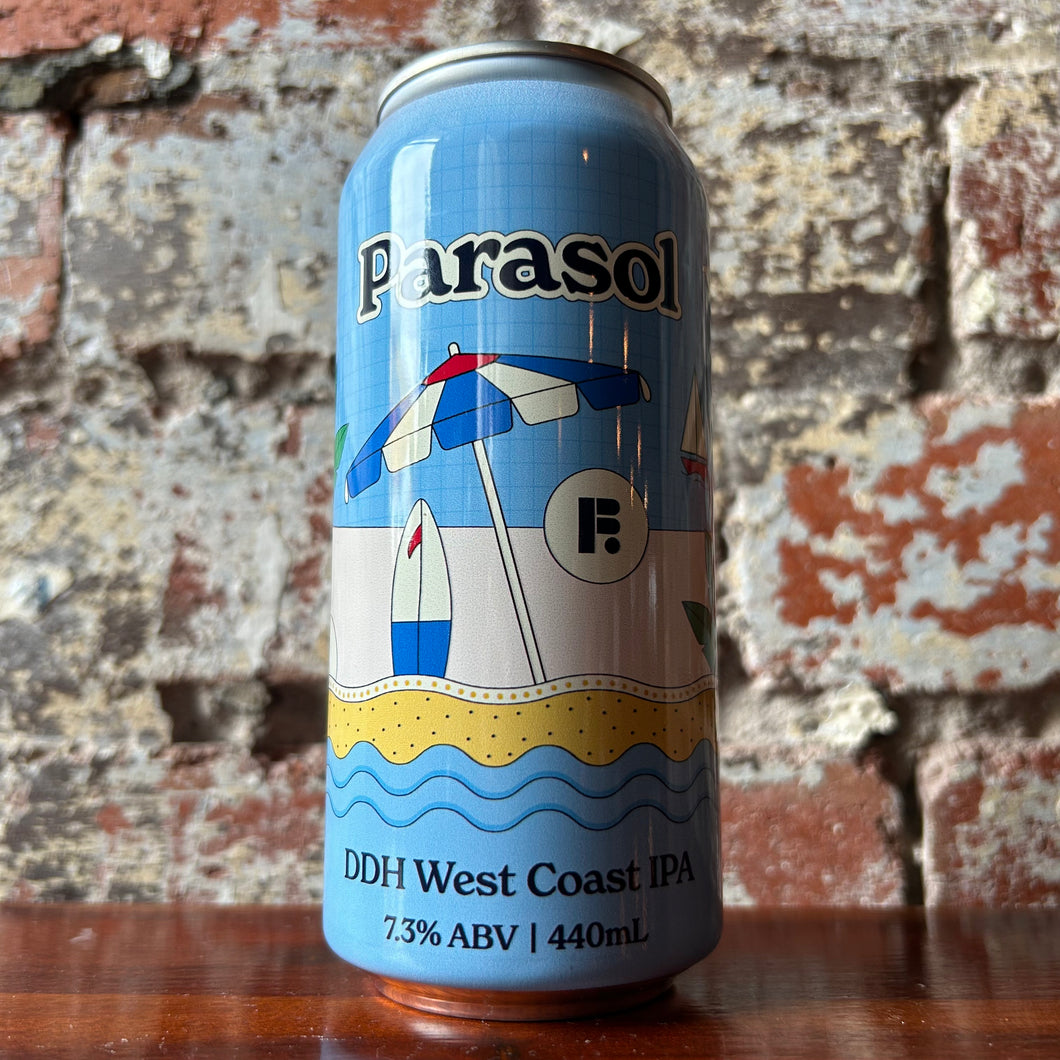 Parasol
F.
DDH West Coast IPA
7.3% ABV | 440mL